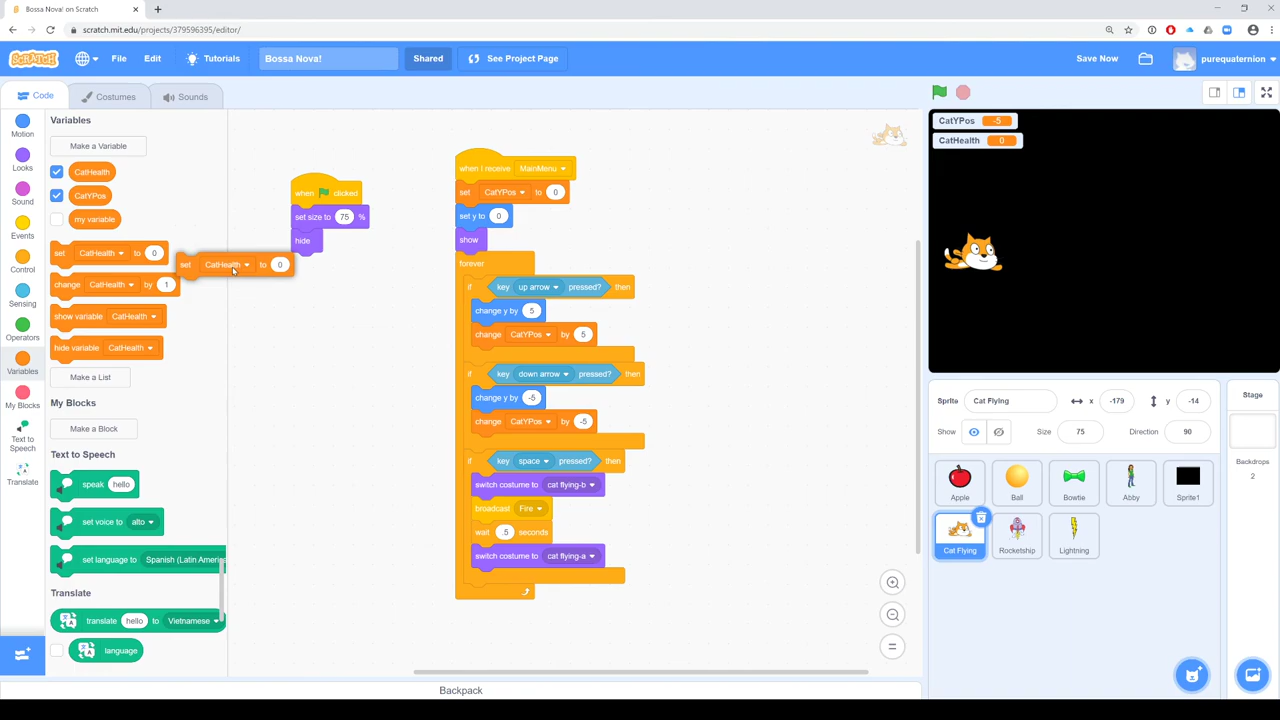 Bossa Nova! on Scratch
scratch.mit.edu/projects/379596395/editor/
SCRATCH File Edit Tutorials Bossa Nova! Shared See Project Page Save Now purequaternion
Code Costumes Sounds
Motion
Looks
Sound
Events
Control
Sensing
Operators
Variables
My Blocks
Text to Speech
Translate
Variables
Make a Variable
CatHealth
CatYPos
my variable
set CatHealth to 0
change CatHealth by 1
show variable CatHealth
hide variable CatHealth
Make a List
My Blocks
Make a Block
Text to Speech
speak hello
set voice to alto
set language to Spanish (Latin Americ
Translate
translate hello to Vietnamese
language
set CatHealth to 0
when clicked
set size to 75 %
hide
when I receive MainMenu
set CatYPos to 0
set y to 0
show
forever
if key up arrow pressed? then
change y by 5
change CatYPos by 5
if key down arrow pressed? then
change y by -5
change CatYPos by -5
if key space pressed? then
switch costume to cat flying-b
broadcast Fire
wait .5 seconds
switch costume to cat flying-a
Backpack
CatYPos -5
CatHealth 0
Sprite Cat Flying x -179 y -14
Show Size 75 Direction 90
Apple Ball Bowtie Abby Sprite1
Cat Flying Rocketship Lightning
Stage
Backdrops
2